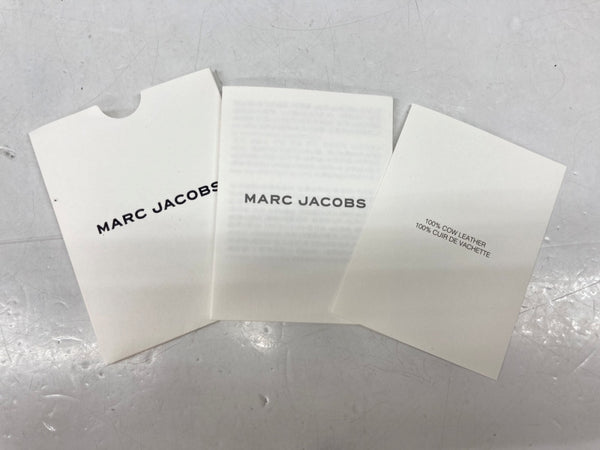 MARC JACOBS
MARC JACOBS
100% COW LEATHER
100% CUIR DE VACHETTE